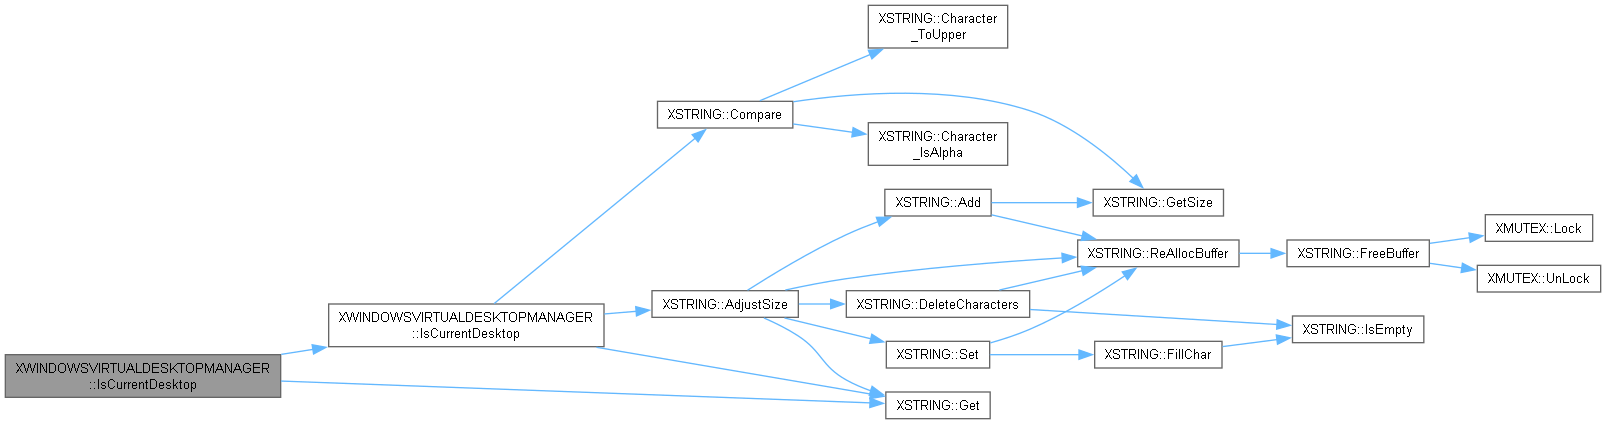 XWINDOWSVIRTUALDESKTOPMANAGER
::IsCurrentDesktop
XWINDOWSVIRTUALDESKTOPMANAGER
::IsCurrentDesktop
XSTRING::Compare
XSTRING::AdjustSize
XSTRING::Character
_ToUpper
XSTRING::Character
_IsAlpha
XSTRING::Add
XSTRING::DeleteCharacters
XSTRING::Set
XSTRING::Get
XSTRING::GetSize
XSTRING::ReAllocBuffer
XSTRING::FillChar
XSTRING::FreeBuffer
XSTRING::IsEmpty
XMUTEX::Lock
XMUTEX::UnLock